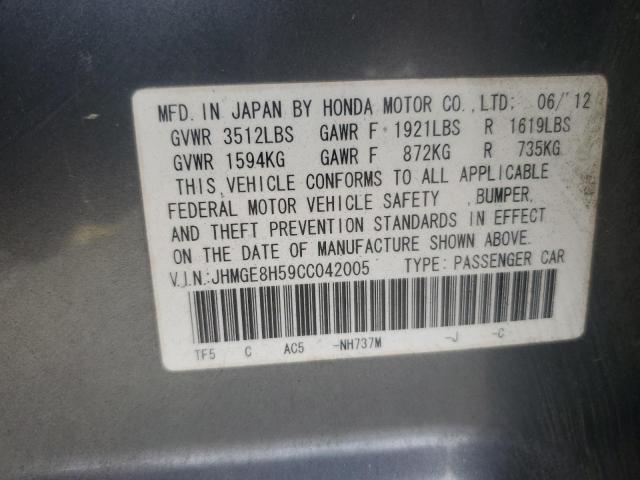 MFD. IN JAPAN BY HONDA MOTOR CO.,LTD: 06/'12
GVWR 3512LBS GAWR F 1921LBS R 1619LBS
GVWR 1594KG GAWR F 872KG R 735KG
THIS VEHICLE CONFORMS TO ALL APPLICABLE
FEDERAL MOTOR VEHICLE SAFETY , BUMPER,
AND THEFT PREVENTION STANDARDS IN EFFECT
ON THE DATE OF MANUFACTURE SHOWN ABOVE.
V.I.N:JHMGE8H59CC042005 TYPE: PASSENGER CAR
TF5 C AC5 -NH737M -J -C